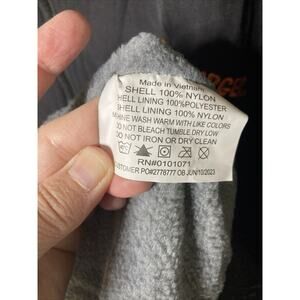 Made in Vietnam
SHELL 100% NYLON
HELL LINING 100%POLYESTER
SHELL LINING 100% NYLON
HINE WASH WARM WITH LIKE COLORS
DO NOT BLEACH TUMBLE DRY LOW
DO NOT IRON OR DRY CLEAN
RN#0101071
CUSTOMER PO#2778777 OB JUN/10/2023